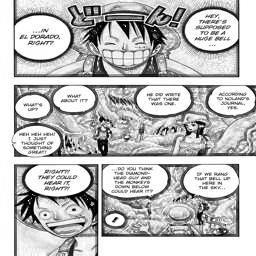 HEY,
THERE'S
SUPPOSED
TO BE A
HUGE BELL...
...IN
EL DORADO,
RIGHT?
どーん!
ACCORDING
TO NOLAND'S
JOURNAL,
YES.
HE DID WRITE
THAT THERE
WAS ONE.
WHAT
ABOUT IT?
WHAT'S
UP?
HEH HEH HEH!
I JUST
THOUGHT OF
SOMETHING
GREAT!
IF WE RANG
THAT BELL UP
HERE IN
THE SKY...
...DO YOU THINK
THE DIAMOND-
HEAD GUY AND
THE MONKEYS
DOWN BELOW
COULD HEAR IT?
!
RIGHT?!
THEY COULD
HEAR IT,
RIGHT?!